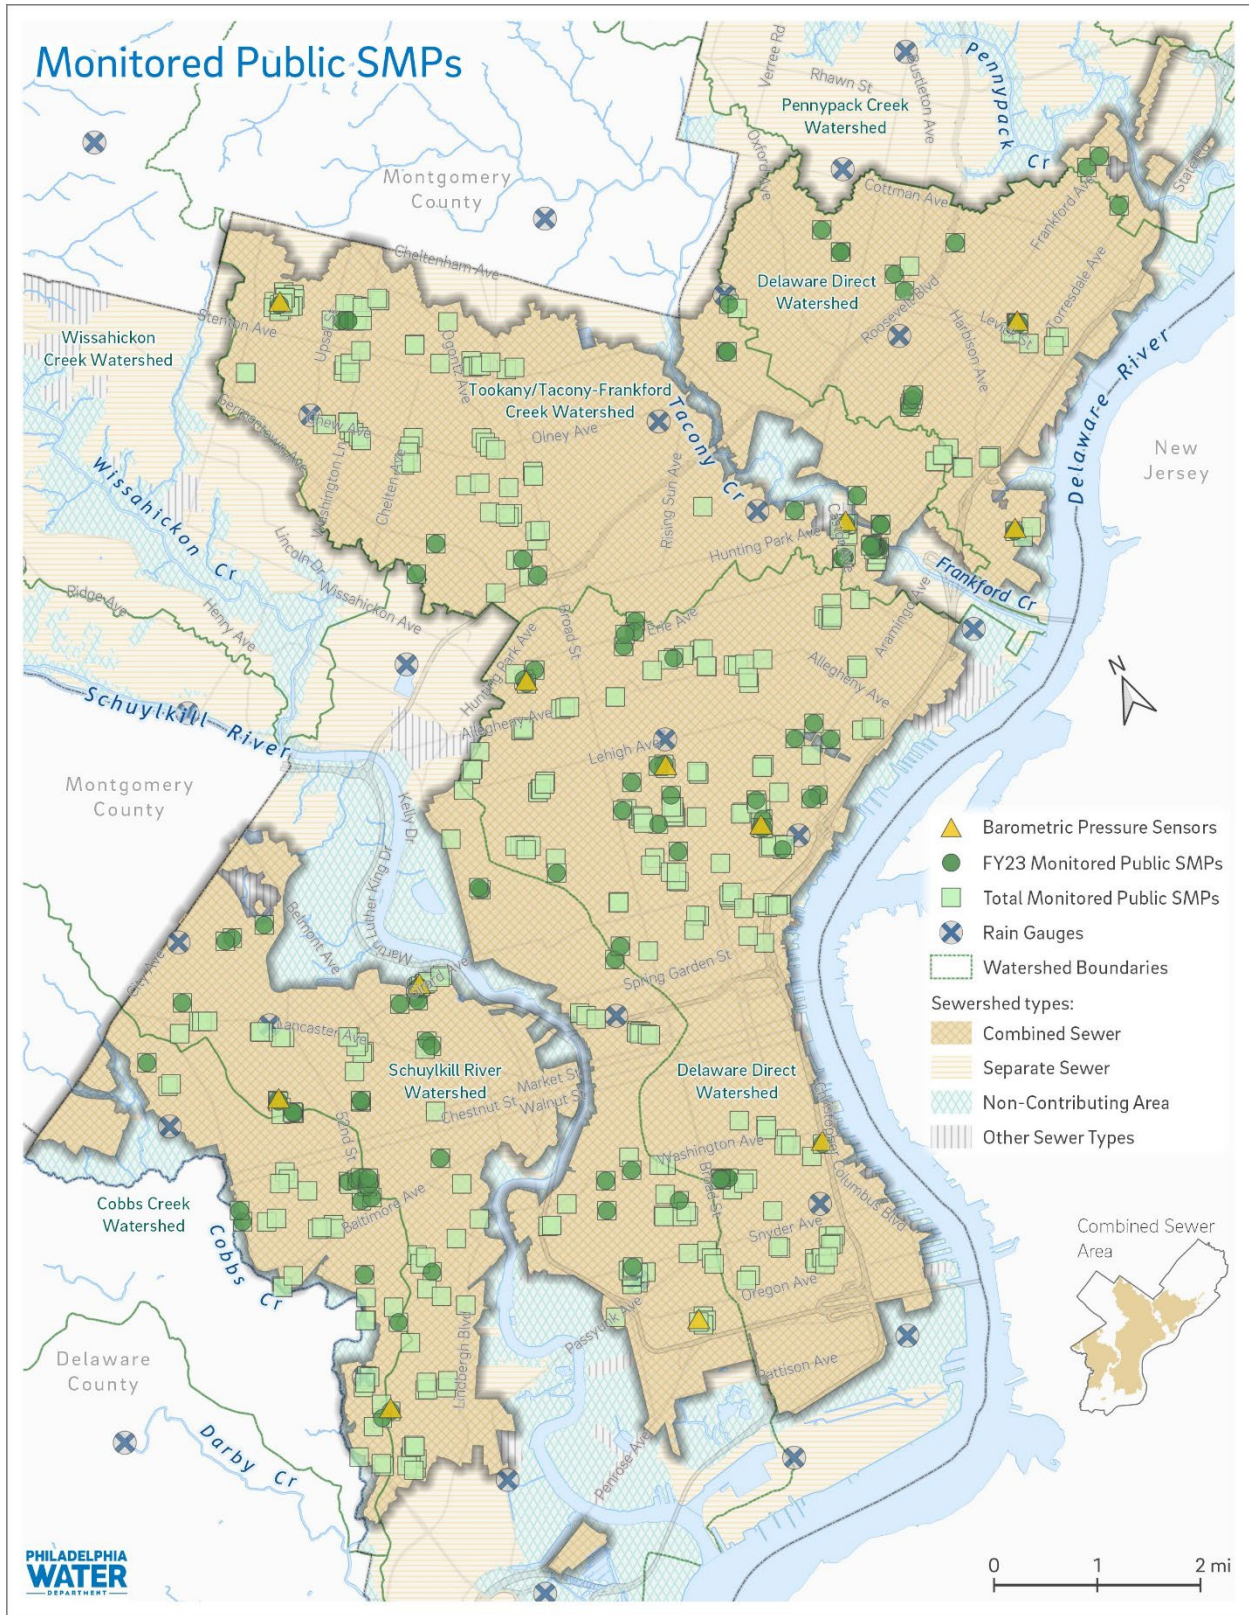 Monitored Public SMPs
Verree Rd
Rhawn St
Bustleton Ave
Pennypack Cr
Pennypack Creek
Watershed
Oxford Ave
Cottman Ave
State Rd
Frankford Ave
Montgomery
County
Cheltenham Ave
Delaware Direct
Watershed
Roosevelt Blvd
Torresdale Ave
Levick St
Harbison Ave
Stenton Ave
Upsal St
Ogontz Ave
Wissahickon
Creek Watershed
Tookany/Tacony-Frankford
Creek Watershed
Tacony Cr
Delaware River
New
Jersey
Germantown Ave
Chew Ave
Olney Ave
Washington Ln
Chelten Ave
Rising Sun Ave
Wissahickon Cr
Lincoln Dr
Hunting Park Ave
Frankford Cr
Wissahickon Ave
Ridge Ave
Henry Ave
Broad St
Erie Ave
Aramingo Ave
Hunting Park Ave
Allegheny Ave
N
Schuylkill River
Allegheny Ave
Lehigh Ave
Montgomery
County
Kelly Dr
Martin Luther King Dr
Barometric Pressure Sensors
FY23 Monitored Public SMPs
Total Monitored Public SMPs
Rain Gauges
Watershed Boundaries
Sewershed types:
Combined Sewer
Separate Sewer
Non-Contributing Area
Other Sewer Types
Belmont Ave
City Ave
Girard Ave
Spring Garden St
Lancaster Ave
Schuylkill River
Watershed
Market St
Chestnut St
Walnut St
Delaware Direct
Watershed
52nd St
Washington Ave
Christopher Columbus Blvd
Baltimore Ave
Broad St
Snyder Ave
Cobbs Creek
Watershed
Cobbs Cr
Combined Sewer
Area
Oregon Ave
Passyunk Ave
Lindbergh Blvd
Pattison Ave
Delaware
County
Darby Cr
Penrose Ave
PHILADELPHIA
WATER
DEPARTMENT
0 1 2 mi